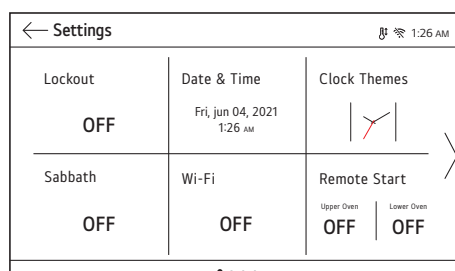 Settings
1:26 AM
Lockout
OFF
Date & Time
Fri, jun 04, 2021
1:26 AM
Clock Themes
Sabbath
OFF
Wi-Fi
OFF
Remote Start
Upper Oven
OFF
Lower Oven
OFF